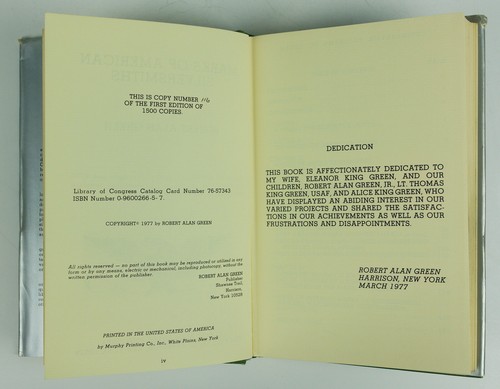 THIS IS COPY NUMBER 116
OF THE FIRST EDITION OF
1500 COPIES.
Library of Congress Catalog Card Number 76-57343
ISBN Number 0-9600266-5-7.
COPYRIGHT© 1977 by ROBERT ALAN GREEN
All rights reserved — no part of this book may be reproduced or utilized in any
form or by any means, electric or mechanical, including photocopy, without the
written permission of the publisher.
ROBERT ALAN GREEN
Publisher
Shawnee Trail,
Harrison,
New York 10528
PRINTED IN THE UNITED STATES OF AMERICA
by Murphy Printing Co., Inc., White Plains, New York
DEDICATION
THIS BOOK IS AFFECTIONATELY DEDICATED TO
MY WIFE, ELEANOR KING GREEN, AND OUR
CHILDREN, ROBERT ALAN GREEN, JR., LT. THOMAS
KING GREEN, USAF, AND ALICE KING GREEN, WHO
HAVE DISPLAYED AN ABIDING INTEREST IN OUR
VARIED PROJECTS AND SHARED THE SATISFAC-
TIONS IN OUR ACHIEVEMENTS AS WELL AS OUR
FRUSTRATIONS AND DISAPPOINTMENTS.
ROBERT ALAN GREEN
HARRISON, NEW YORK
MARCH 1977